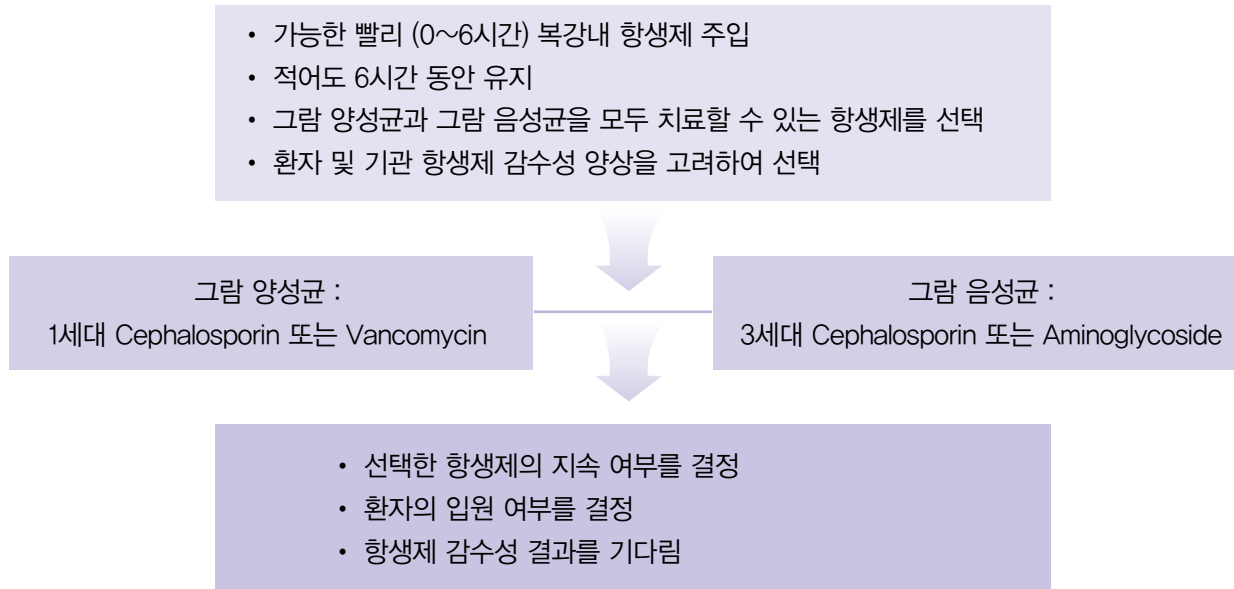 • 가능한 빨리 (0～6시간) 복강내 항생제 주입
• 적어도 6시간 동안 유지
• 그람 양성균과 그람 음성균을 모두 치료할 수 있는 항생제를 선택
• 환자 및 기관 항생제 감수성 양상을 고려하여 선택
그람 양성균 :
1세대 Cephalosporin 또는 Vancomycin
그람 음성균 :
3세대 Cephalosporin 또는 Aminoglycoside
• 선택한 항생제의 지속 여부를 결정
• 환자의 입원 여부를 결정
• 항생제 감수성 결과를 기다림